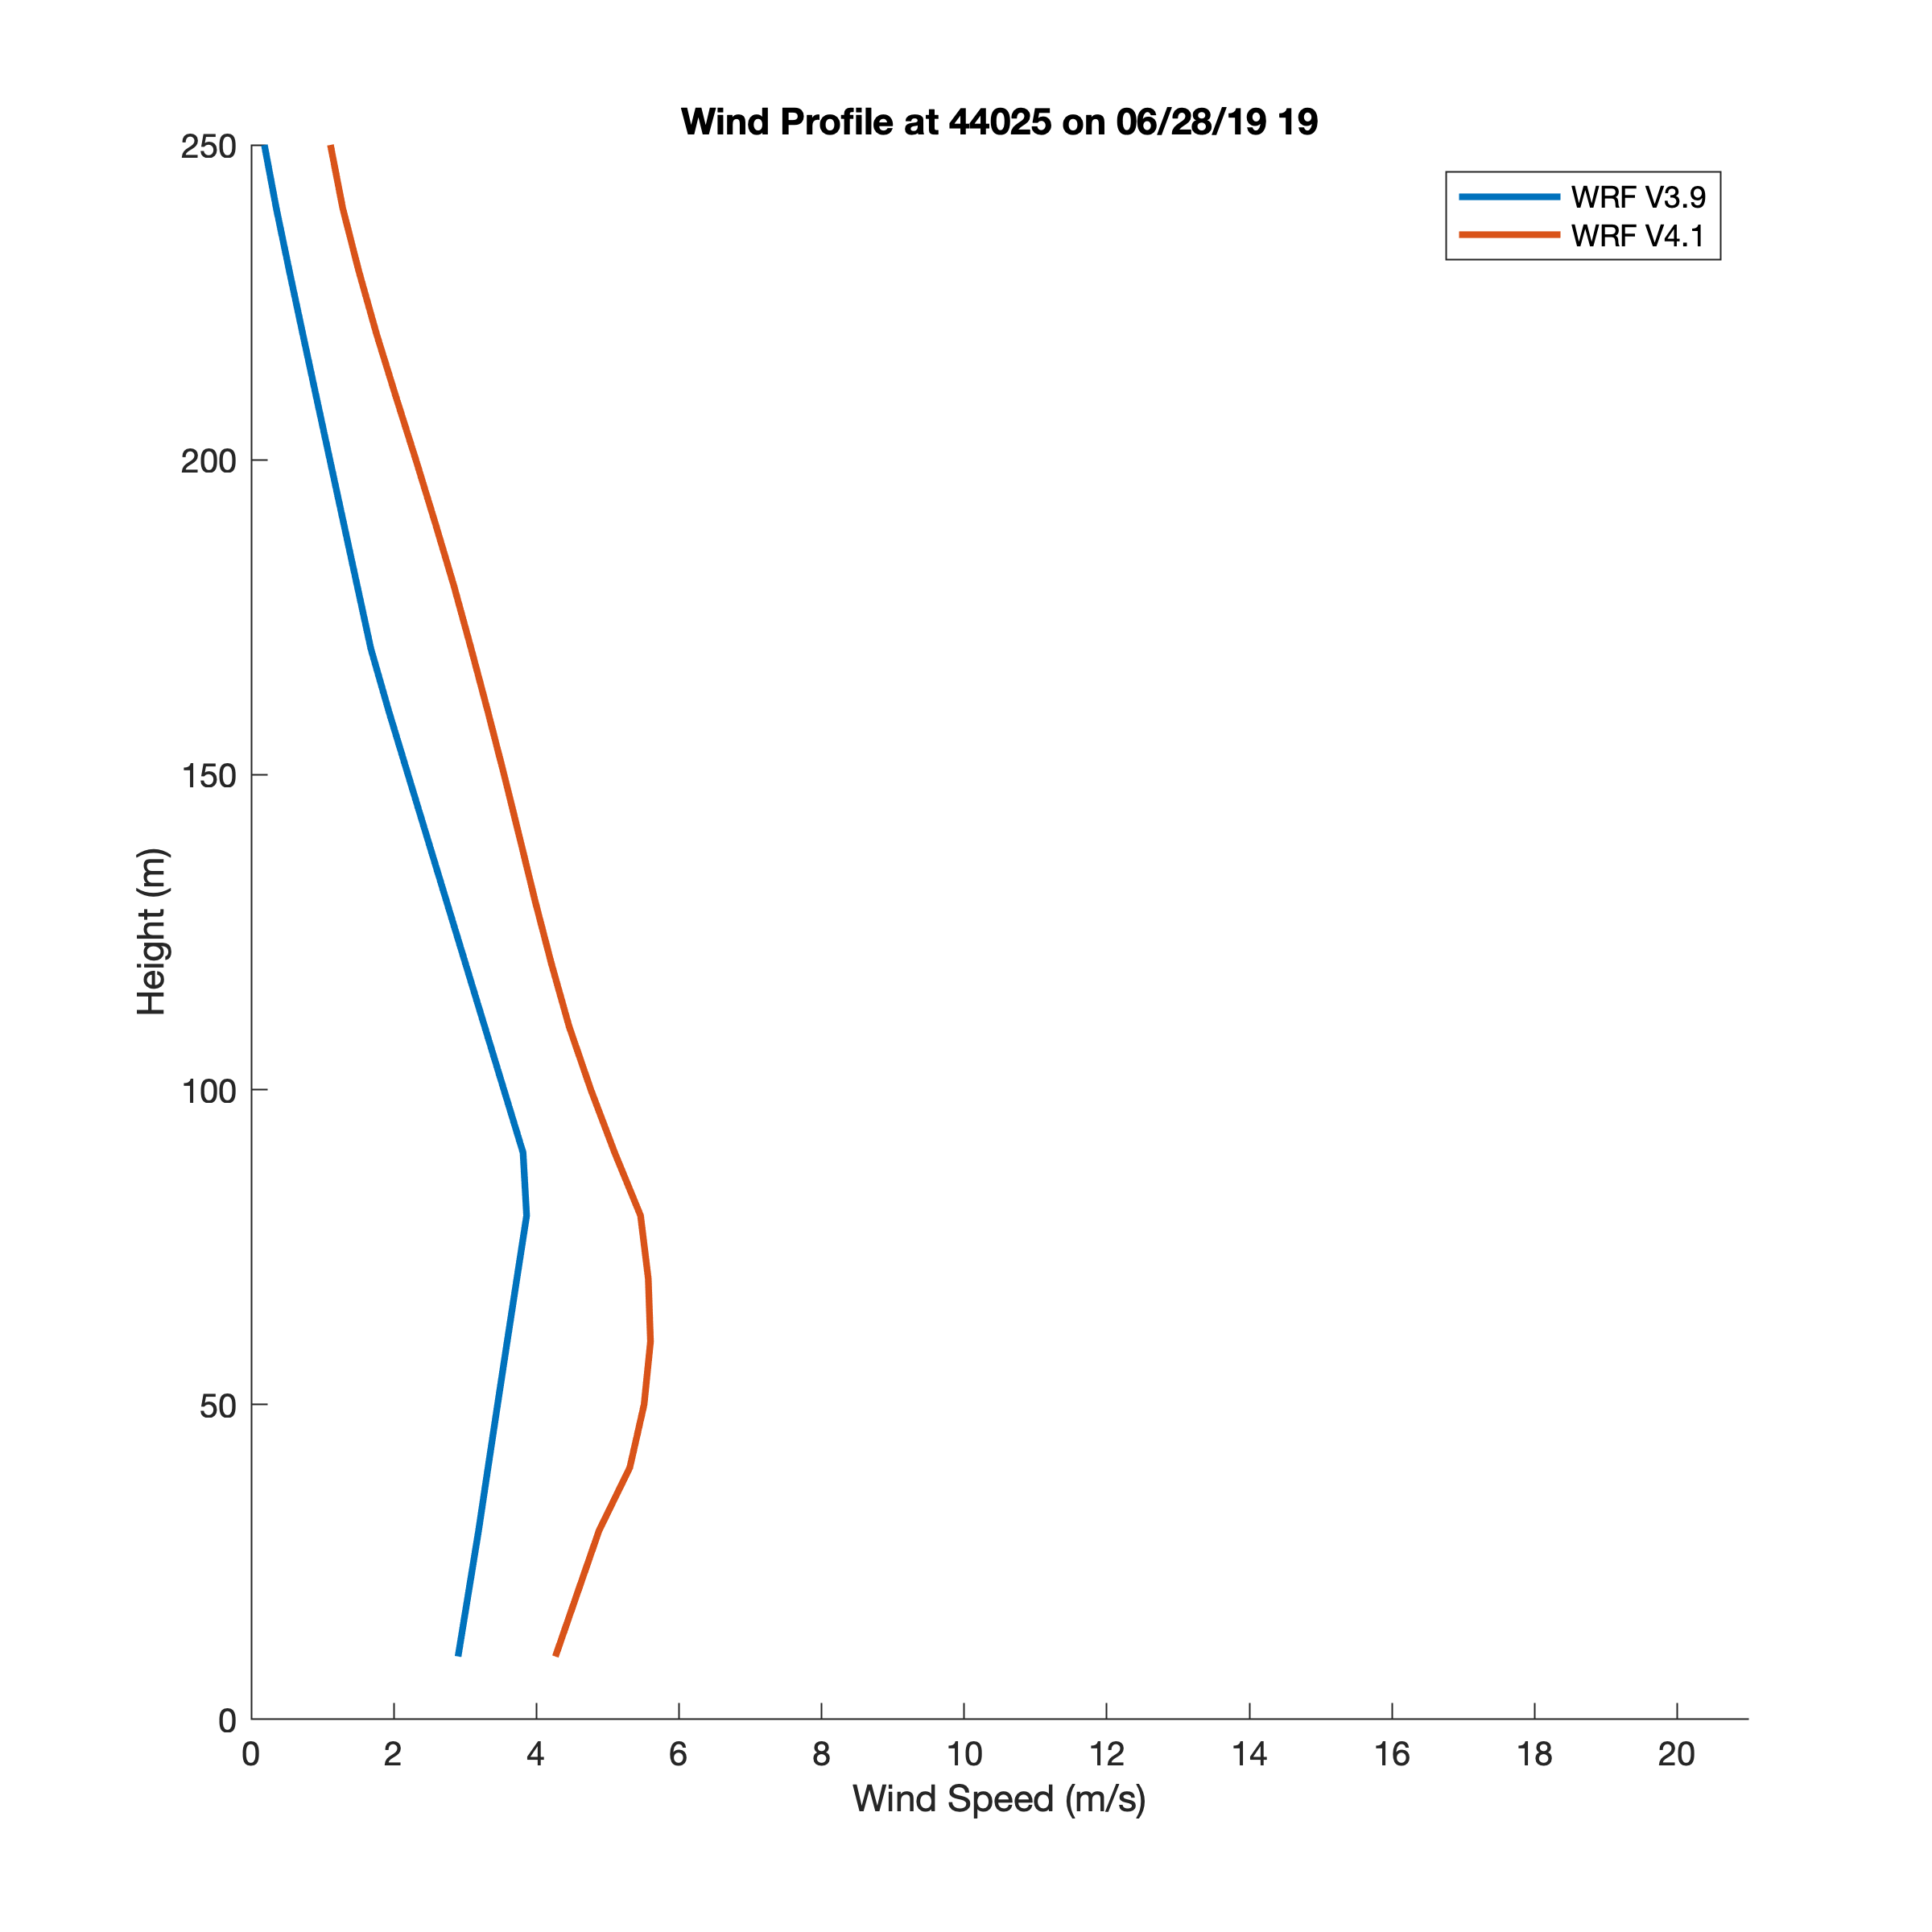 Wind Profile at 44025 on 06/28/19 19
WRF V3.9
WRF V4.1
250
200
150
100
50
0
Height (m)
0 2 4 6 8 10 12 14 16 18 20
Wind Speed (m/s)